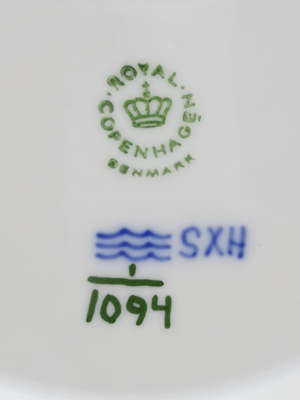 ROYAL COPENHAGEN
DENMARK
SXH
1
1094